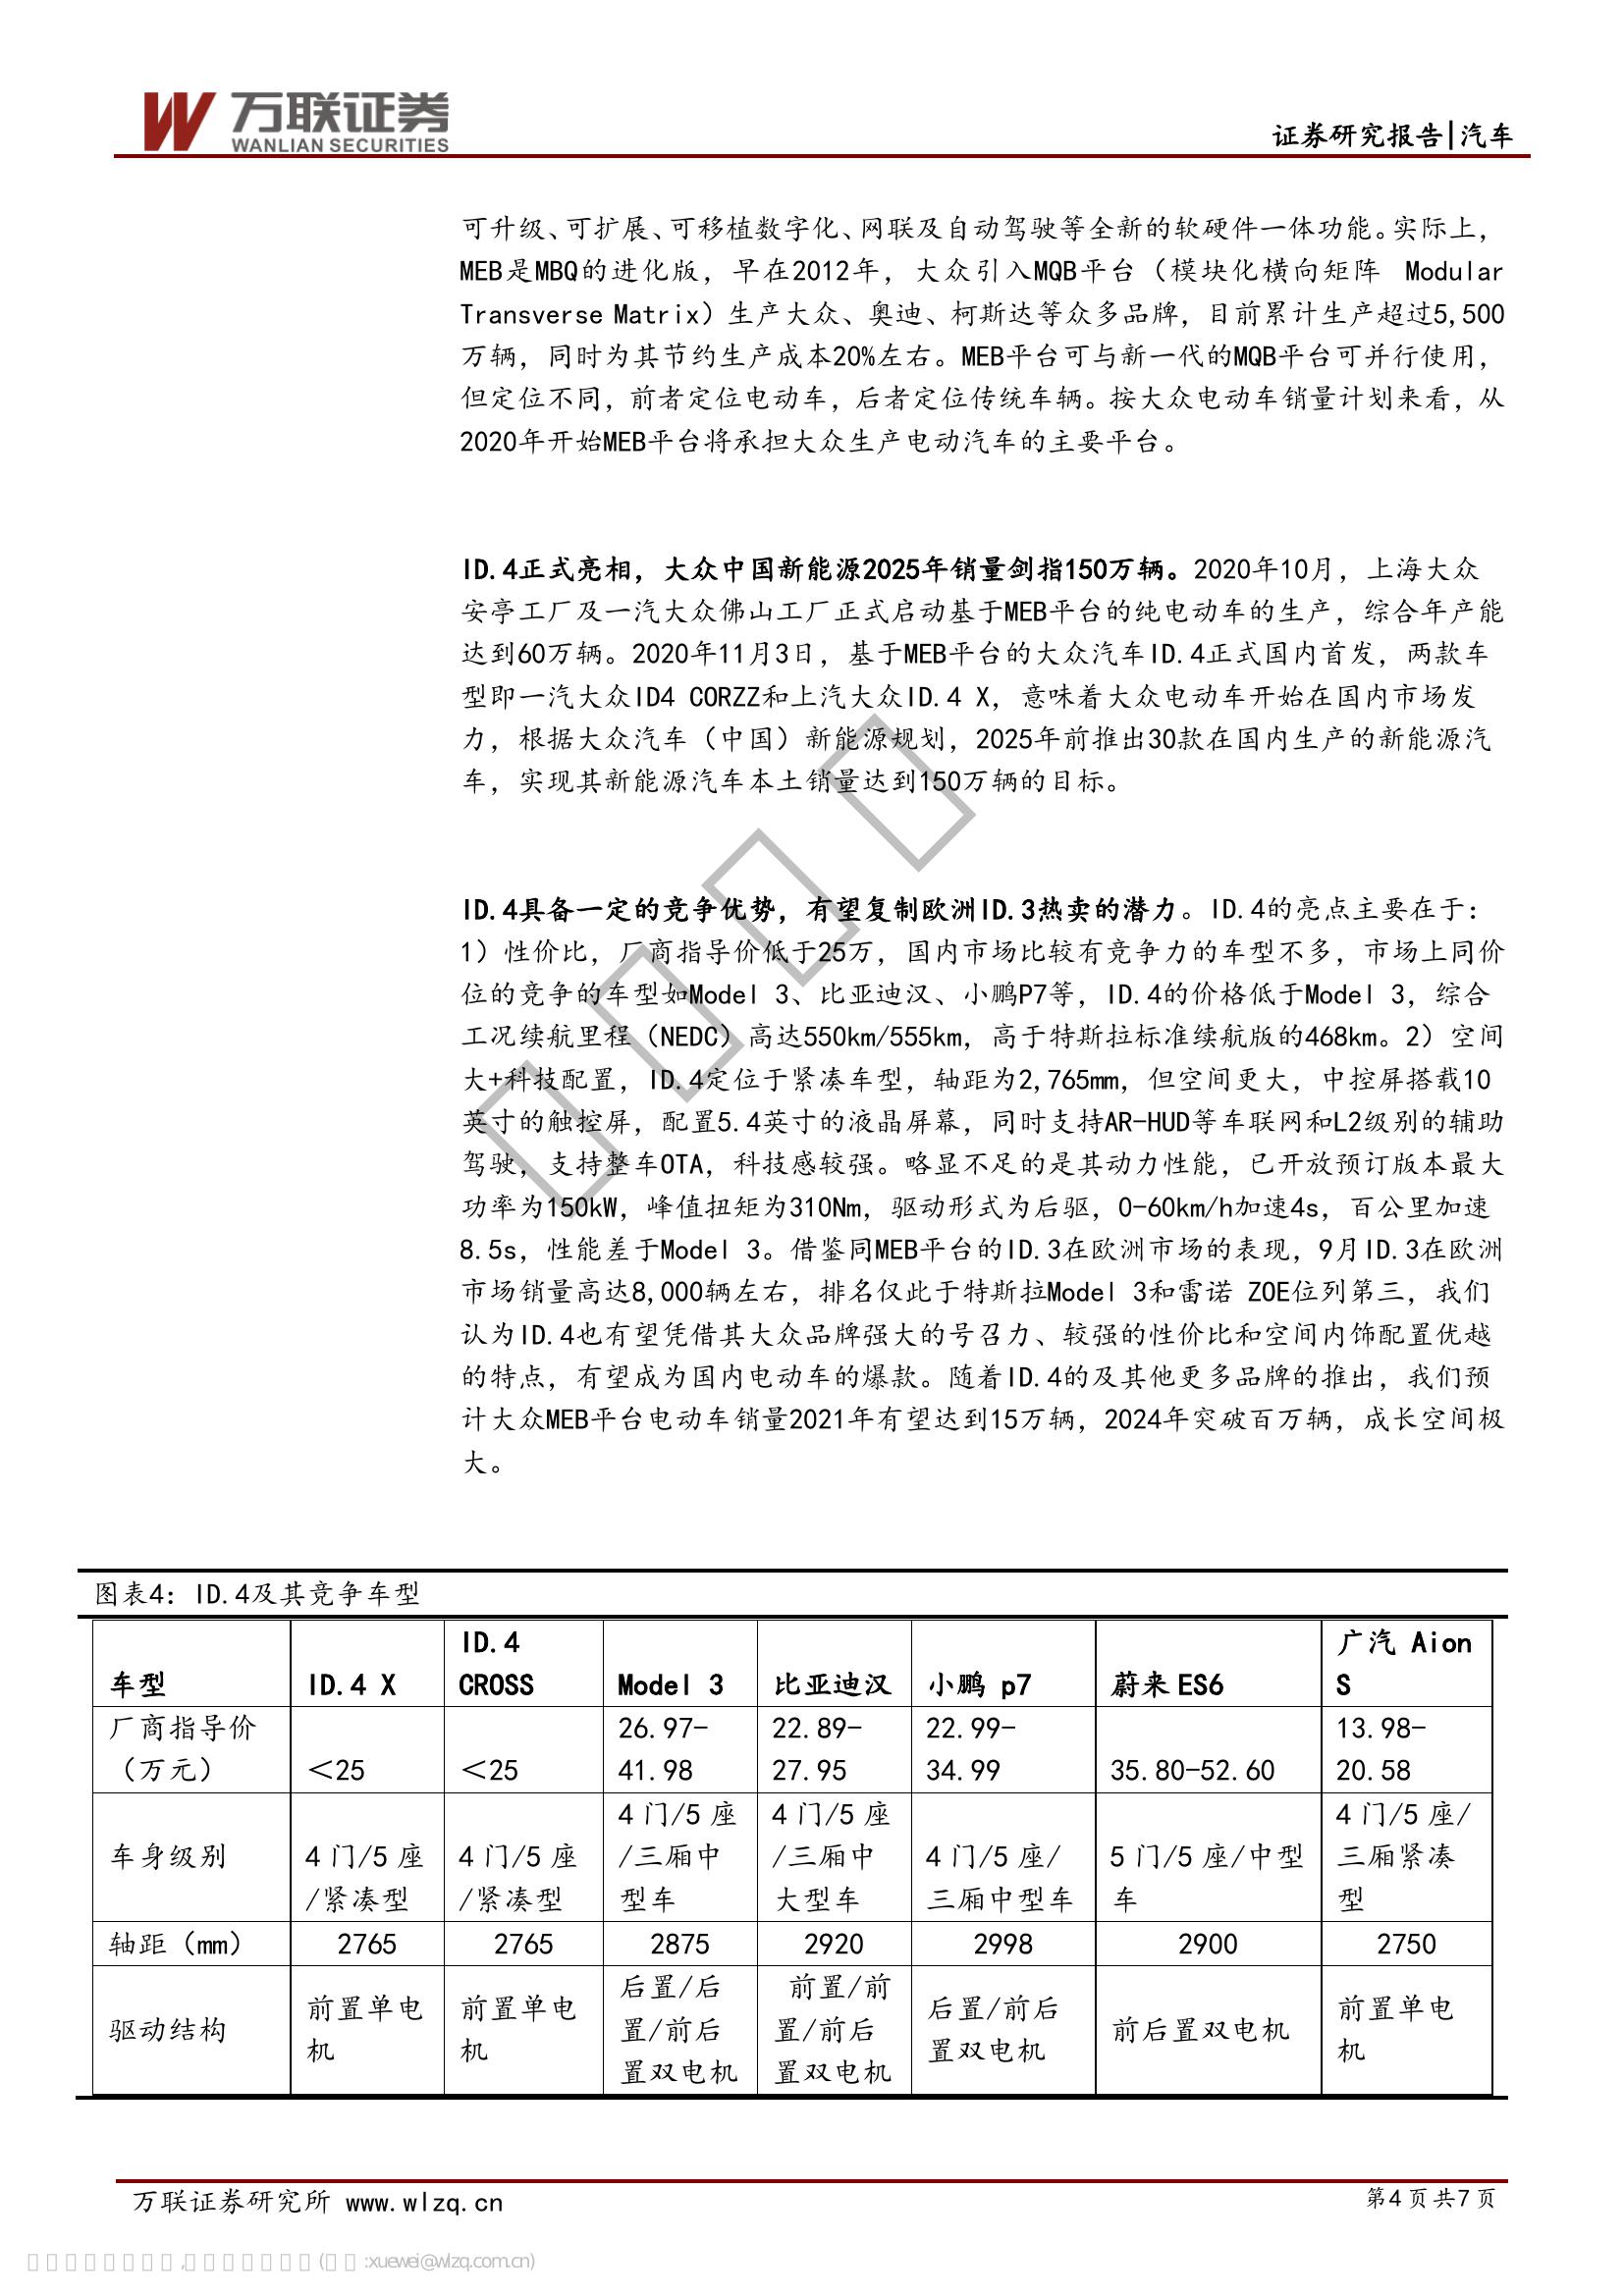 万联证券
WANLIAN SECURITIES
证券研究报告|汽车
可升级、可扩展、可移植数字化、网联及自动驾驶等全新的软硬件一体功能。实际上，
MEB是MBQ的进化版，早在2012年，大众引入MQB平台（模块化横向矩阵 Modular
Transverse Matrix）生产大众、奥迪、柯斯达等众多品牌，目前累计生产超过5,500
万辆，同时为其节约生产成本20%左右。MEB平台可与新一代的MQB平台可并行使用，
但定位不同，前者定位电动车，后者定位传统车辆。按大众电动车销量计划来看，从
2020年开始MEB平台将承担大众生产电动汽车的主要平台。
ID.4正式亮相，大众中国新能源2025年销量剑指150万辆。2020年10月，上海大众
安亭工厂及一汽大众佛山工厂正式启动基于MEB平台的纯电动车的生产，综合年产能
达到60万辆。2020年11月3日，基于MEB平台的大众汽车ID.4正式国内首发，两款车
型即一汽大众ID4 CORZZ和上汽大众ID.4 X，意味着大众电动车开始在国内市场发
力，根据大众汽车（中国）新能源规划，2025年前推出30款在国内生产的新能源汽
车，实现其新能源汽车本土销量达到150万辆的目标。
ID.4具备一定的竞争优势，有望复制欧洲ID.3热卖的潜力。ID.4的亮点主要在于：
1）性价比，厂商指导价低于25万，国内市场比较有竞争力的车型不多，市场上同价
位的竞争的车型如Model 3、比亚迪汉、小鹏P7等，ID.4的价格低于Model 3，综合
工况续航里程（NEDC）高达550km/555km，高于特斯拉标准续航版的468km。2）空间
大+科技配置，ID.4定位于紧凑车型，轴距为2,765mm，但空间更大，中控屏搭载10
英寸的触控屏，配置5.4英寸的液晶屏幕，同时支持AR-HUD等车联网和L2级别的辅助
驾驶，支持整车OTA，科技感较强。略显不足的是其动力性能，已开放预订版本最大
功率为150kW，峰值扭矩为310Nm，驱动形式为后驱，0-60km/h加速4s，百公里加速
8.5s，性能差于Model 3。借鉴同MEB平台的ID.3在欧洲市场的表现，9月ID.3在欧洲
市场销量高达8,000辆左右，排名仅此于特斯拉Model 3和雷诺 ZOE位列第三，我们
认为ID.4也有望凭借其大众品牌强大的号召力、较强的性价比和空间内饰配置优越
的特点，有望成为国内电动车的爆款。随着ID.4的及其他更多品牌的推出，我们预
计大众MEB平台电动车销量2021年有望达到15万辆，2024年突破百万辆，成长空间极
大。
图表4：ID.4及其竞争车型
车型 ID.4 X ID.4 CROSS Model 3 比亚迪汉 小鹏 p7 蔚来 ES6 广汽 Aion S
厂商指导价（万元） ＜25 ＜25 26.97-41.98 22.89-27.95 22.99-34.99 35.80-52.60 13.98-20.58
车身级别 4 门/5 座/紧凑型 4 门/5 座/紧凑型 4 门/5 座/三厢中型车 4 门/5 座/三厢中大型车 4 门/5 座/三厢中型车 5 门/5 座/中型车 4 门/5 座/三厢紧凑型
轴距（mm） 2765 2765 2875 2920 2998 2900 2750
驱动结构 前置单电机 前置单电机 后置/后置/前后置双电机 前置/前置/前后置双电机 后置/前后置双电机 前后置双电机 前置单电机
万联证券研究所 www.wlzq.cn
第 4 页 共 7 页
:xuewei@wlzq.com.cn)